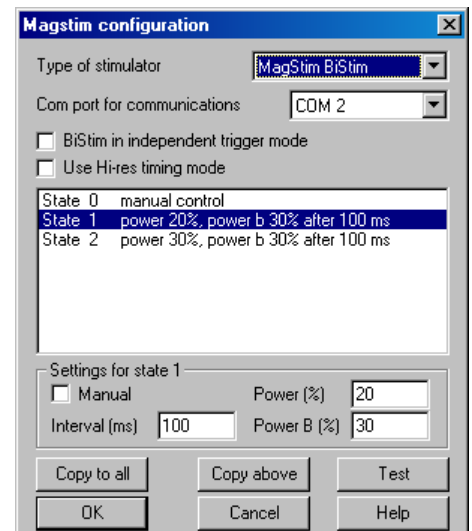 Magstim configuration
Type of stimulator MagStim BiStim
Com port for communications COM 2
BiStim in independent trigger mode
Use Hi-res timing mode
State 0 manual control
State 1 power 20%, power b 30% after 100 ms
State 2 power 30%, power b 30% after 100 ms
Settings for state 1
Manual Power (%) 20
Interval (ms) 100 Power B (%) 30
Copy to all Copy above Test
OK Cancel Help